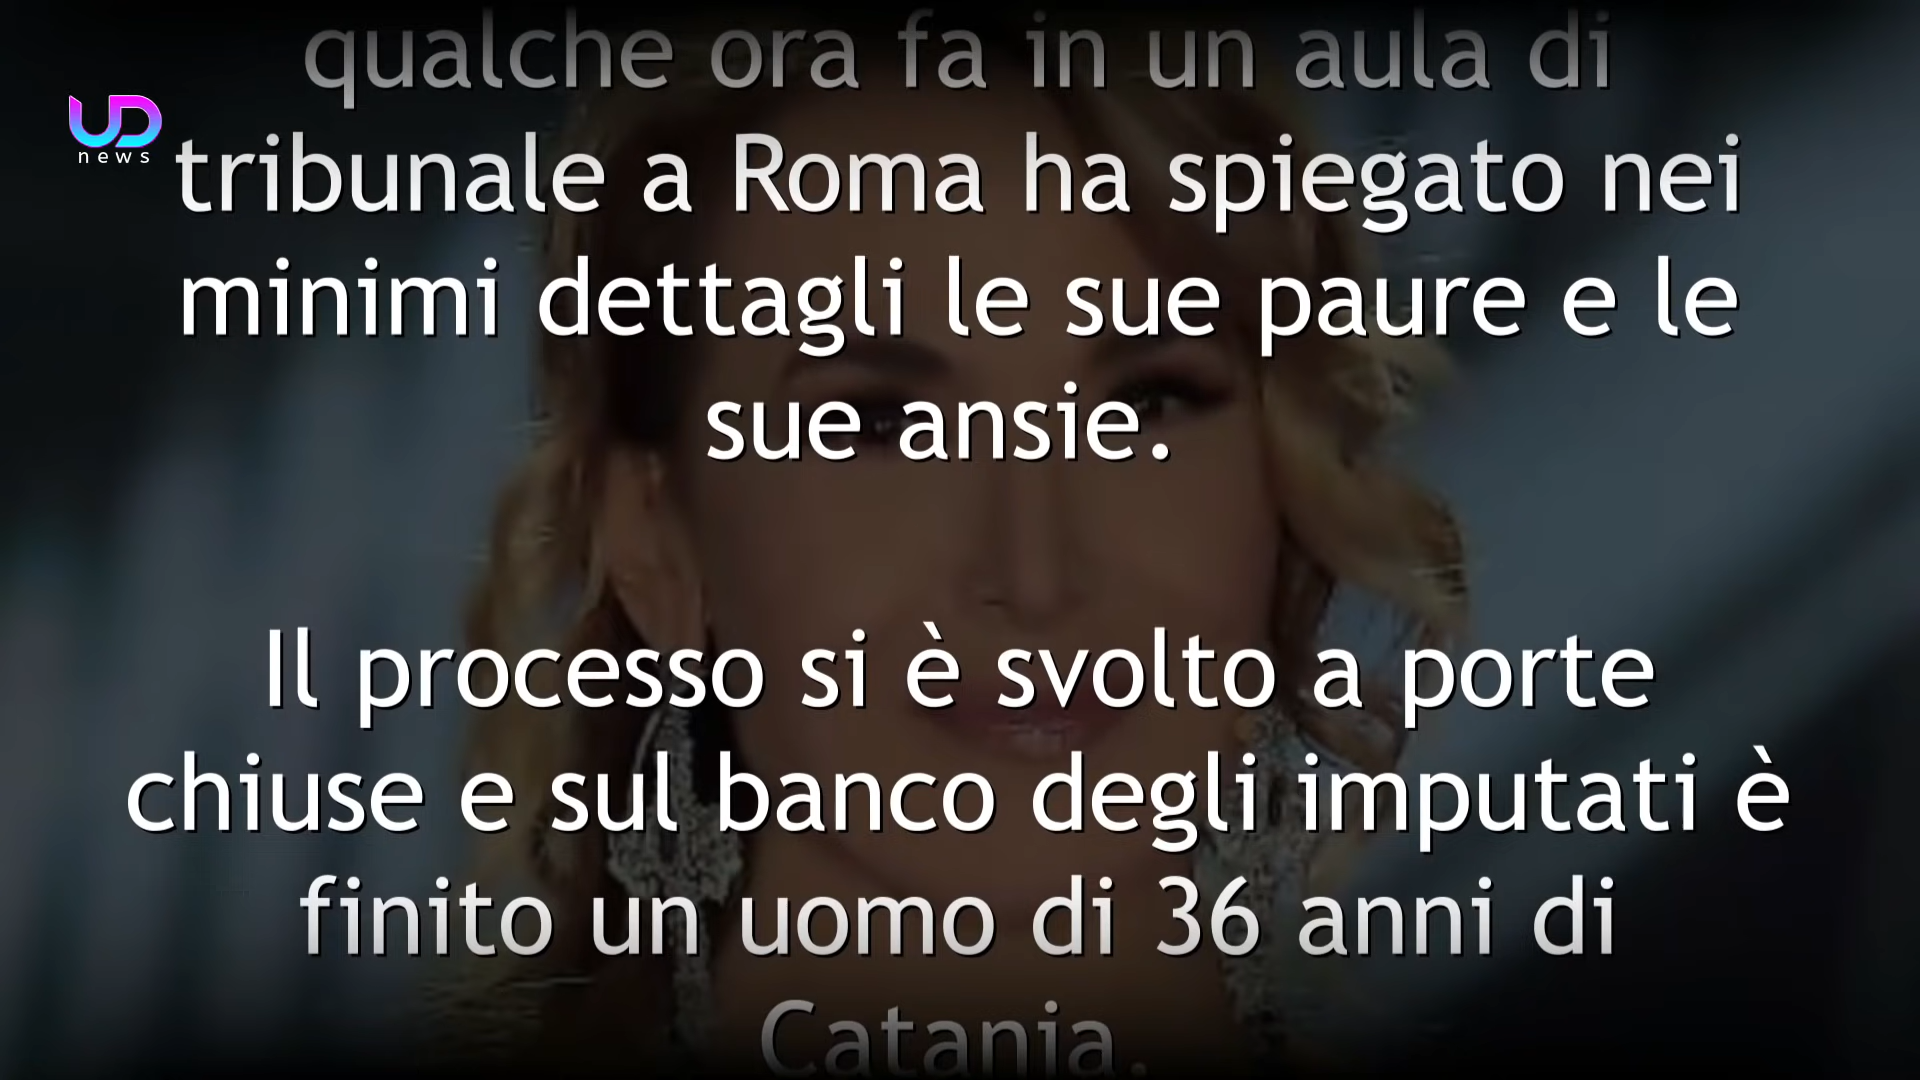 qualche ora fa in un aula di
UD
news
tribunale a Roma ha spiegato nei
minimi dettagli le sue paure e le
sue ansie.
Il processo si è svolto a porte
chiuse e sul banco degli imputati è
finito un uomo di 36 anni di
Catania.